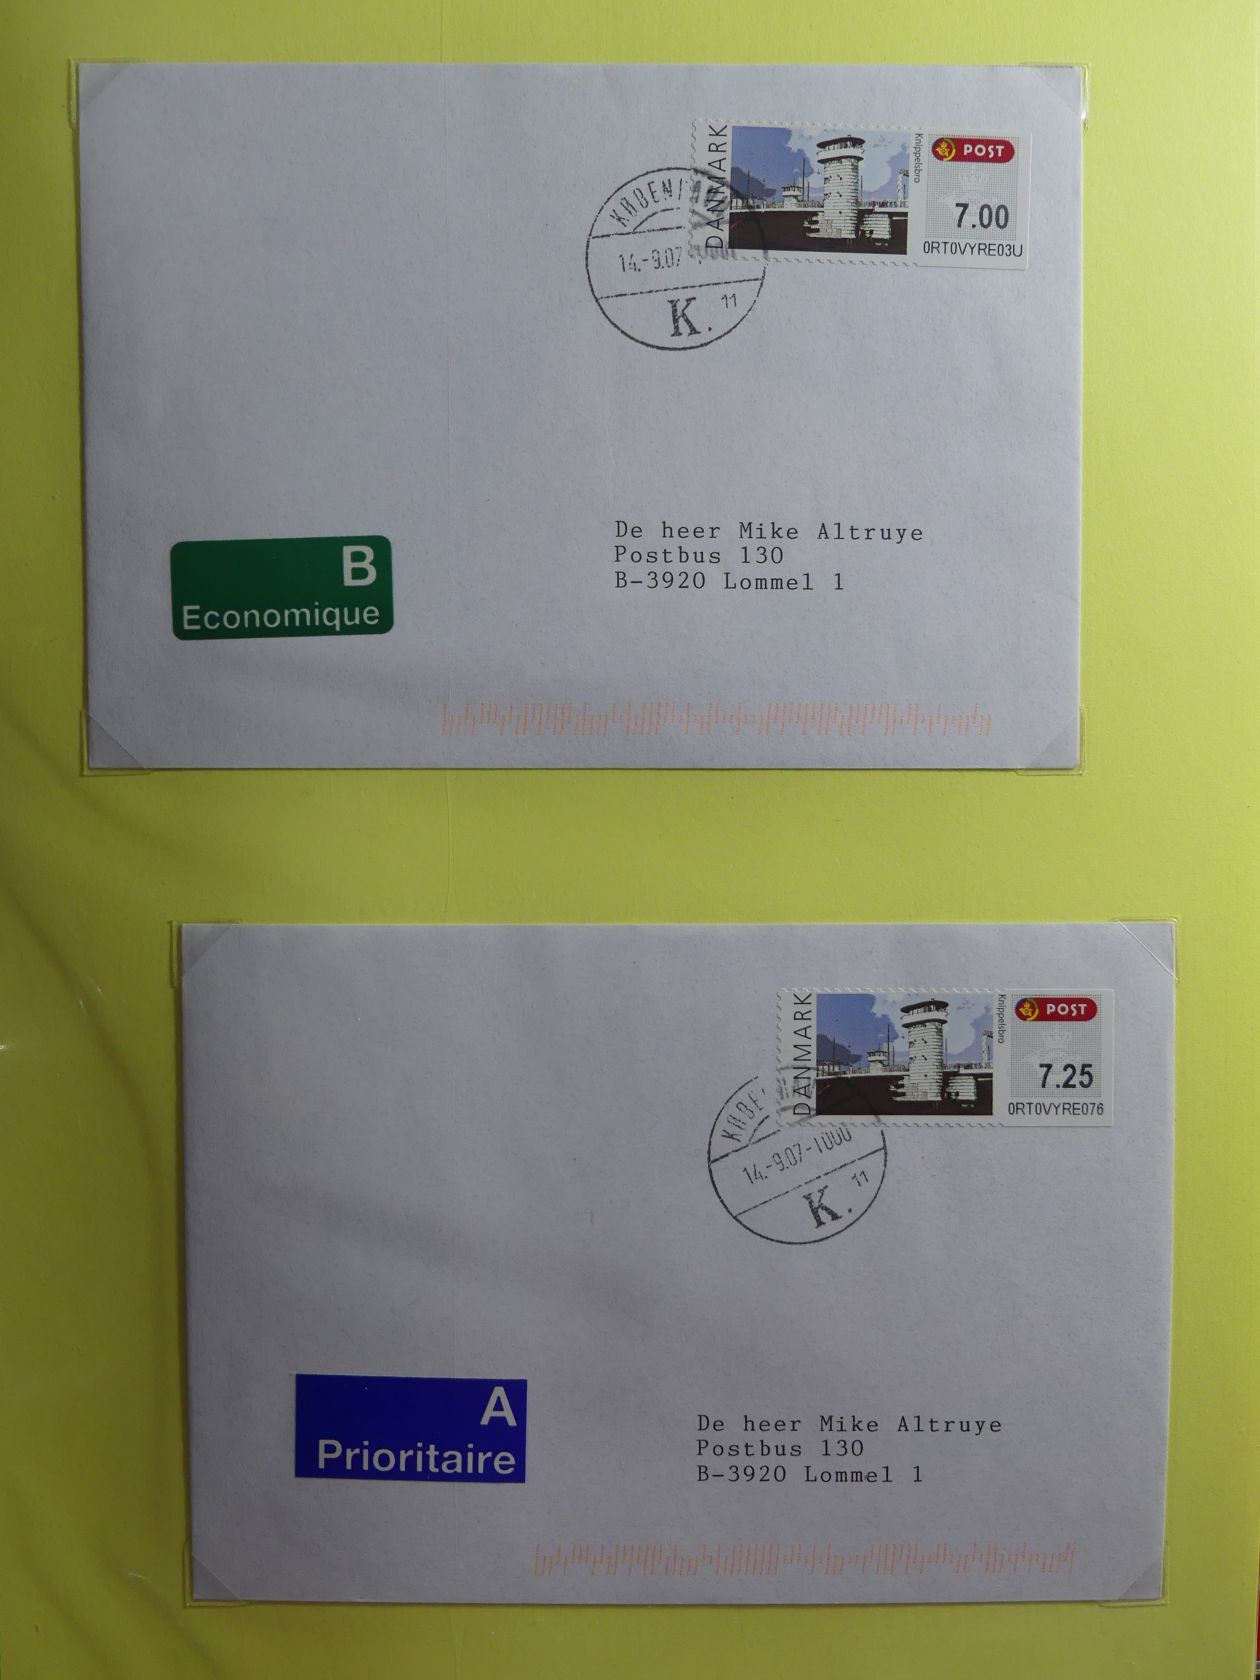 DANMARK
Knippelsbro
POST
7.00
0RT0VYRE03U
14.-9.07
K. 11
De heer Mike Altruye
Postbus 130
B-3920 Lommel 1
B
Economique
DANMARK
Knippelsbro
POST
7.25
0RT0VYRE076
14.-9.07-1000
K. 11
A
Prioritaire
De heer Mike Altruye
Postbus 130
B-3920 Lommel 1